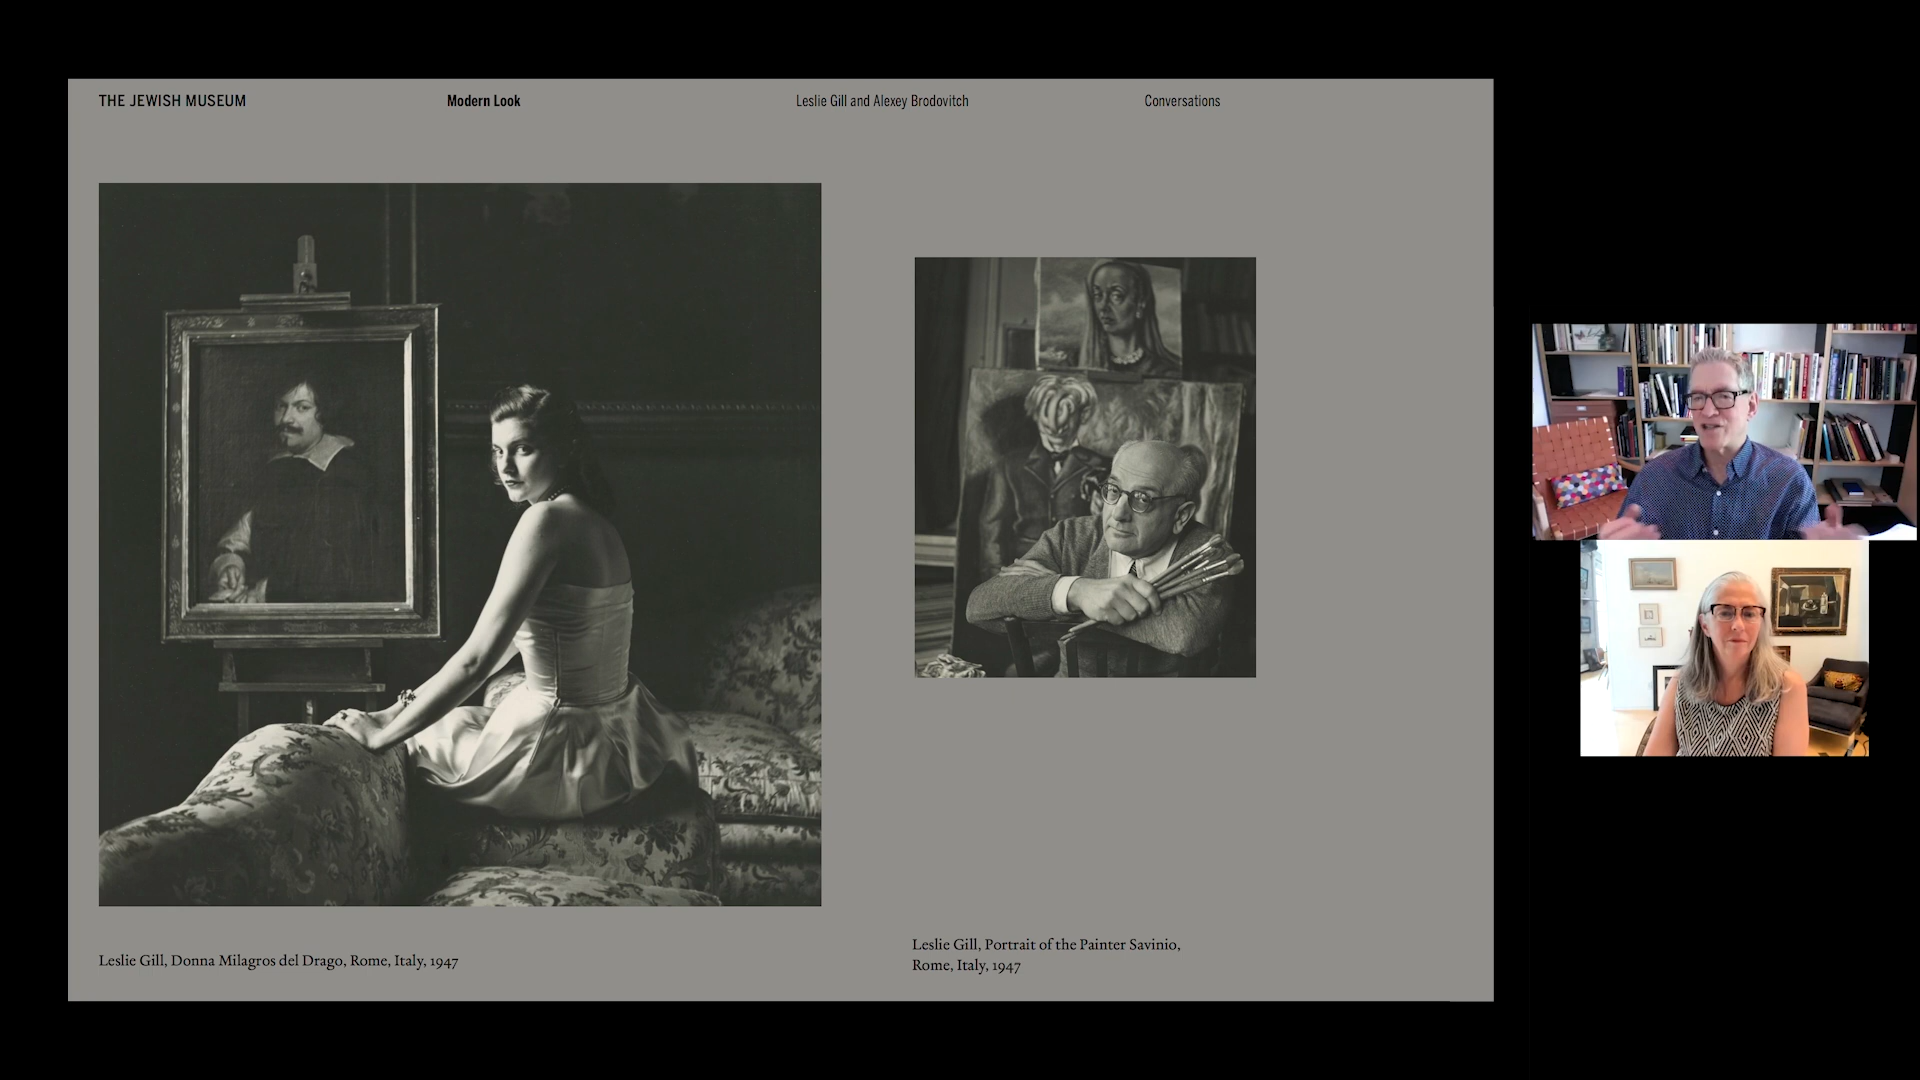 THE JEWISH MUSEUM
Modern Look
Leslie Gill and Alexey Brodovitch
Conversations
Leslie Gill, Donna Milagros del Drago, Rome, Italy, 1947
Leslie Gill, Portrait of the Painter Savinio,
Rome, Italy, 1947